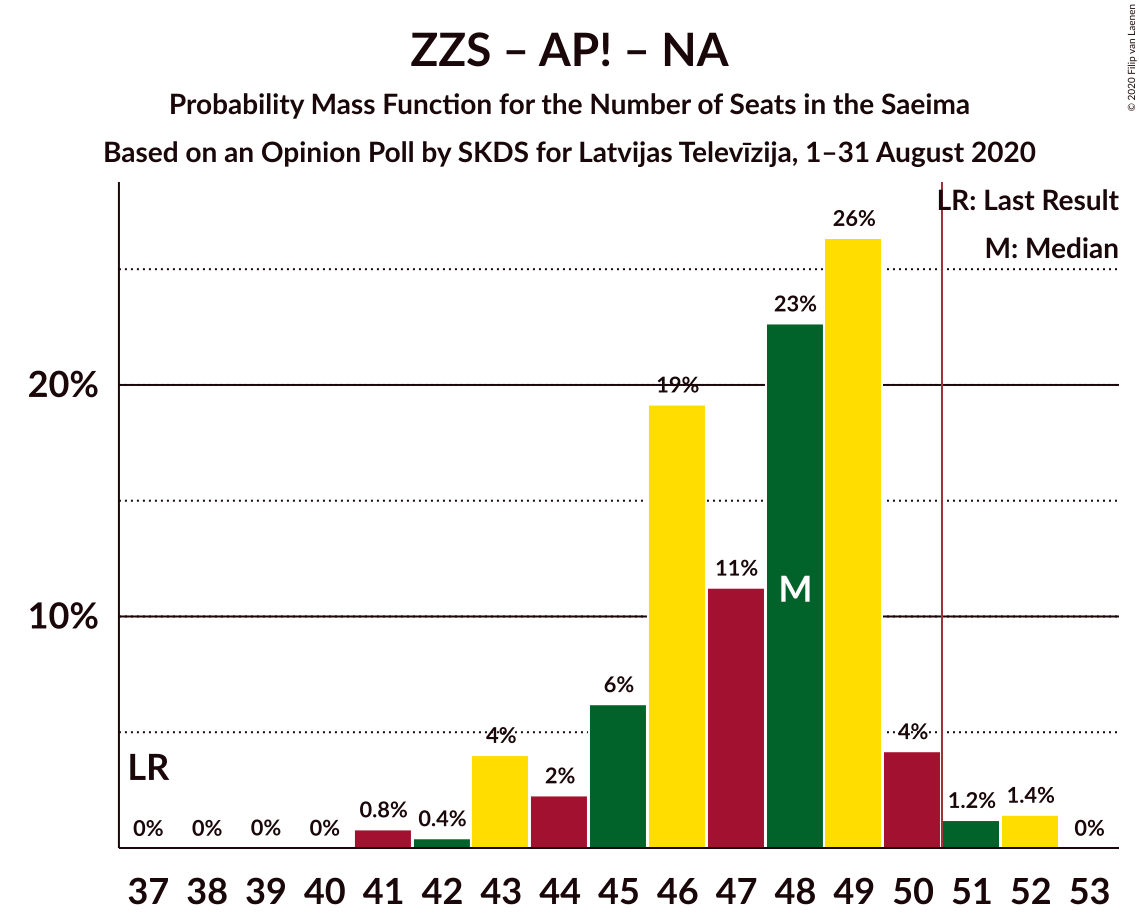 ZZS – AP! – NA
Probability Mass Function for the Number of Seats in the Saeima
Based on an Opinion Poll by SKDS for Latvijas Televīzija, 1–31 August 2020
© 2020 Filip van Laenen
LR: Last Result
M: Median
20%
10%
LR
0%
0%
0%
0%
0.8%
0.4%
4%
2%
6%
19%
11%
23%
M
26%
4%
1.2%
1.4%
0%
37 38 39 40 41 42 43 44 45 46 47 48 49 50 51 52 53